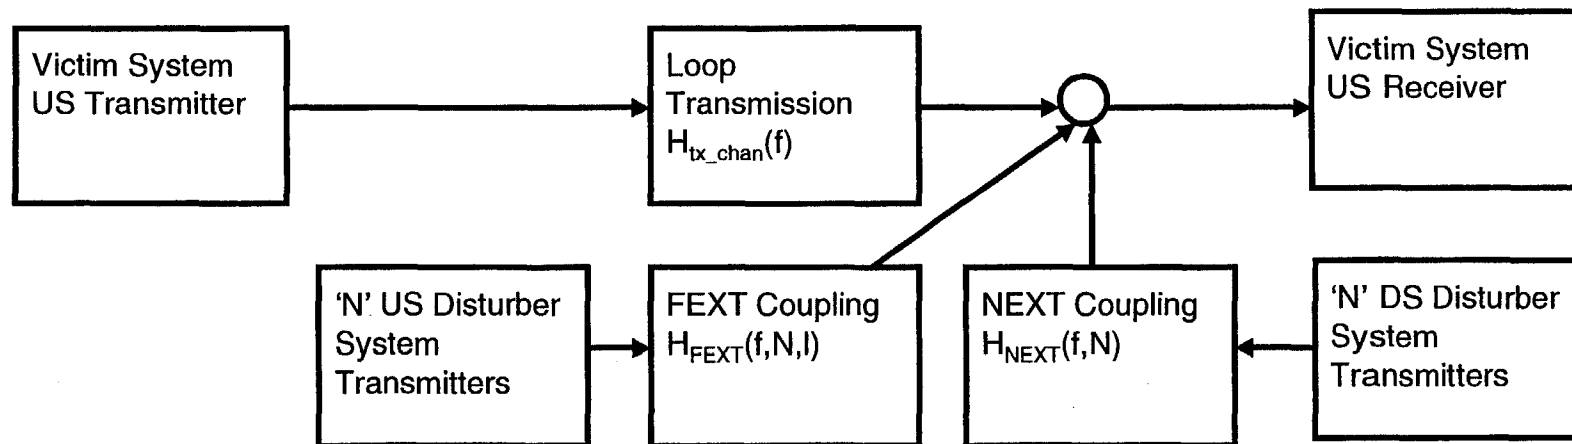 Victim System
US Transmitter
Loop
Transmission
H_tx_chan(f)
Victim System
US Receiver
‘N’ US Disturber
System
Transmitters
FEXT Coupling
H_FEXT(f,N,l)
NEXT Coupling
H_NEXT(f,N)
‘N’ DS Disturber
System
Transmitters